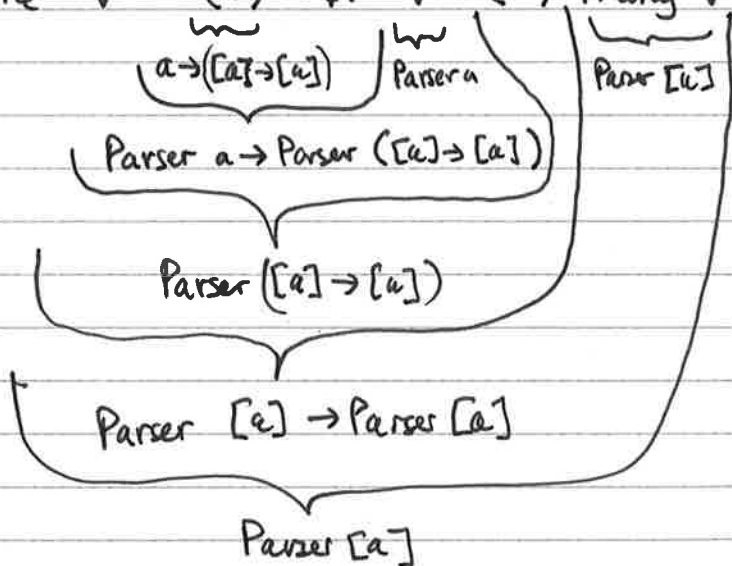 a → ([a] → [a]) Parser a Parser [a]
Parser a → Parser ([a] → [a])
Parser ([a] → [a])
Parser [a] → Parser [a]
Parser [a]